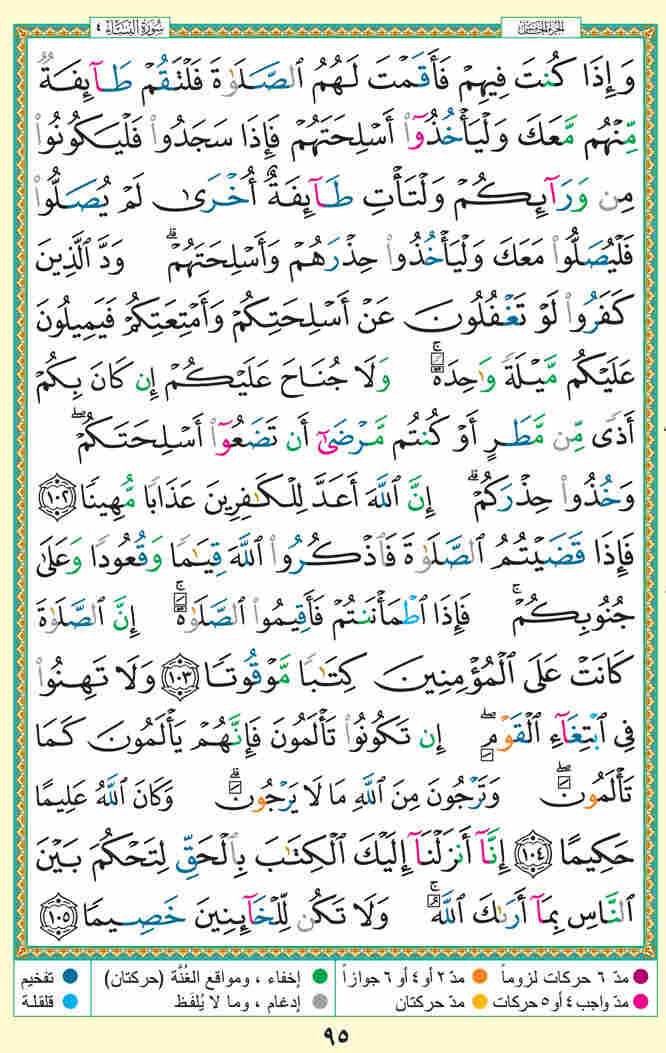 سُورَةُ النِّسَاءِ ٤
الجزء الخامس
وَإِذَا كُنتَ فِيهِمْ فَأَقَمْتَ لَهُمُ ٱلصَّلَوٰةَ فَلْتَقُمْ طَآئِفَةٌ
مِّنْهُم مَّعَكَ وَلْيَأْخُذُوٓا۟ أَسْلِحَتَهُمْ فَإِذَا سَجَدُوا۟ فَلْيَكُونُوا۟
مِن وَرَآئِكُمْ وَلْتَأْتِ طَآئِفَةٌ أُخْرَىٰ لَمْ يُصَلُّوا۟
فَلْيُصَلُّوا۟ مَعَكَ وَلْيَأْخُذُوا۟ حِذْرَهُمْ وَأَسْلِحَتَهُمْ ۗ وَدَّ ٱلَّذِينَ
كَفَرُوا۟ لَوْ تَغْفُلُونَ عَنْ أَسْلِحَتِكُمْ وَأَمْتِعَتِكُمْ فَيَمِيلُونَ
عَلَيْكُم مَّيْلَةً وَٰحِدَةً ۚ وَلَا جُنَاحَ عَلَيْكُمْ إِن كَانَ بِكُمْ
أَذًى مِّن مَّطَرٍ أَوْ كُنتُم مَّرْضَىٰٓ أَن تَضَعُوٓا۟ أَسْلِحَتَكُمْ ۖ
وَخُذُوا۟ حِذْرَكُمْ ۗ إِنَّ ٱللَّهَ أَعَدَّ لِلْكَٰفِرِينَ عَذَابًا مُّهِينًا ١٠٢
فَإِذَا قَضَيْتُمُ ٱلصَّلَوٰةَ فَٱذْكُرُوا۟ ٱللَّهَ قِيَٰمًا وَقُعُودًا وَعَلَىٰ
جُنُوبِكُمْ ۚ فَإِذَا ٱطْمَأْنَنتُمْ فَأَقِيمُوا۟ ٱلصَّلَوٰةَ ۚ إِنَّ ٱلصَّلَوٰةَ
كَانَتْ عَلَى ٱلْمُؤْمِنِينَ كِتَٰبًا مَّوْقُوتًا ١٠٣ وَلَا تَهِنُوا۟
فِى ٱبْتِغَآءِ ٱلْقَوْمِ ۖ إِن تَكُونُوا۟ تَأْلَمُونَ فَإِنَّهُمْ يَأْلَمُونَ كَمَا
تَأْلَمُونَ ۖ وَتَرْجُونَ مِنَ ٱللَّهِ مَا لَا يَرْجُونَ ۗ وَكَانَ ٱللَّهُ عَلِيمًا
حَكِيمًا ١٠٤ إِنَّآ أَنزَلْنَآ إِلَيْكَ ٱلْكِتَٰبَ بِٱلْحَقِّ لِتَحْكُمَ بَيْنَ
ٱلنَّاسِ بِمَآ أَرَىٰكَ ٱللَّهُ ۚ وَلَا تَكُن لِّلْخَآئِنِينَ خَصِيمًا ١٠٥
مدّ ٦ حركات لزوماً مدّ ٢ أو ٤ أو ٦ جوازاً إخفاء ، ومواقع الغُنَّة (حركتان) تفخيم
مدّ واجب ٤ أو ٥ حركات مدّ حركتان إدغام ، وما لا يُلفَظ قلقلة
٩٥